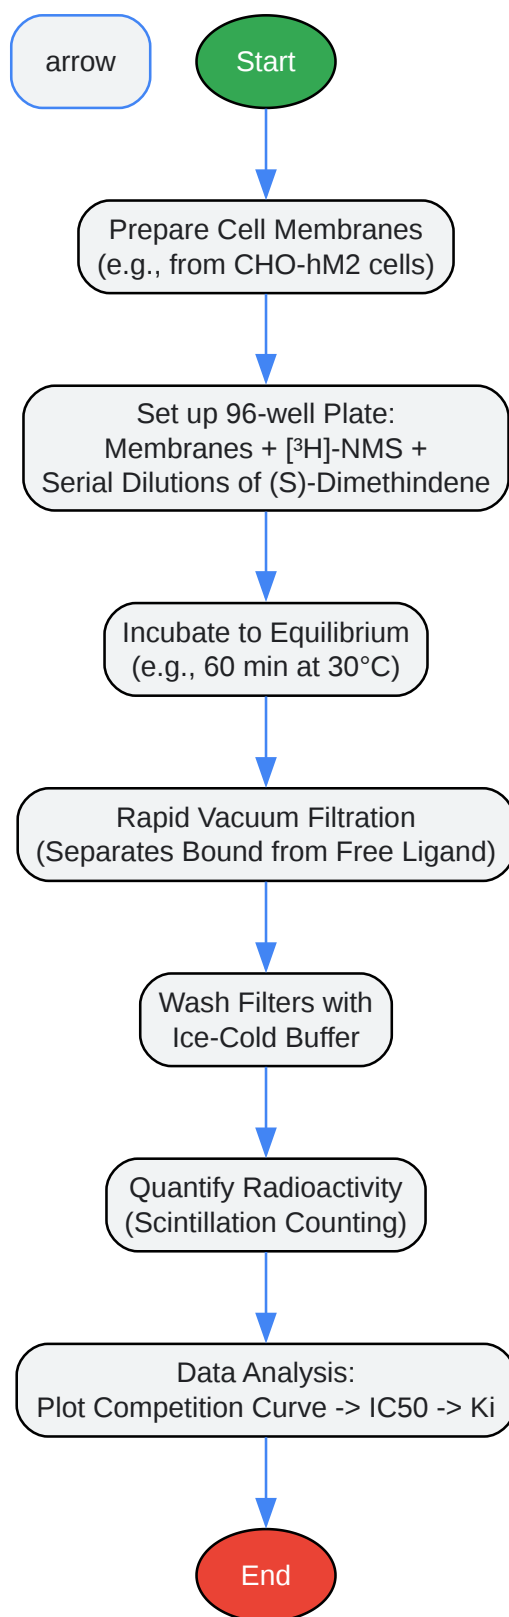 arrow
Start
Prepare Cell Membranes
(e.g., from CHO-hM2 cells)
Set up 96-well Plate:
Membranes + [³H]-NMS +
Serial Dilutions of (S)-Dimethindene
Incubate to Equilibrium
(e.g., 60 min at 30°C)
Rapid Vacuum Filtration
(Separates Bound from Free Ligand)
Wash Filters with
Ice-Cold Buffer
Quantify Radioactivity
(Scintillation Counting)
Data Analysis:
Plot Competition Curve -> IC50 -> Ki
End